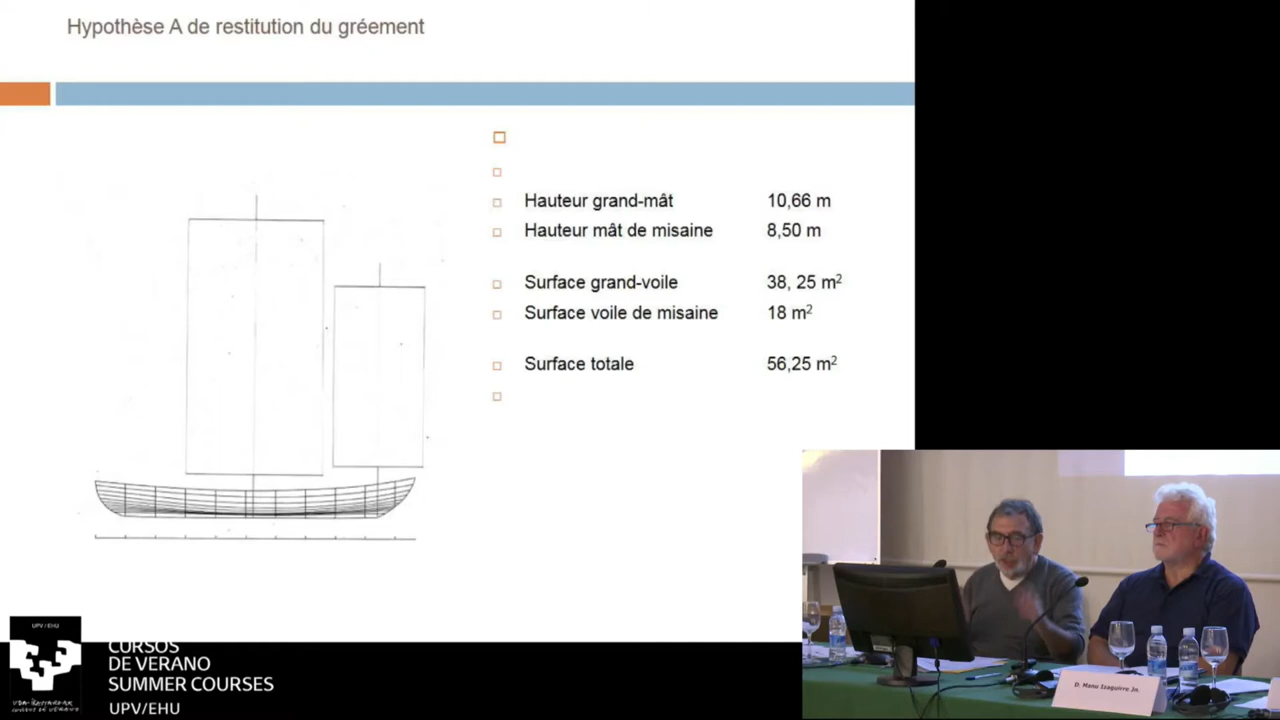 Hypothèse A de restitution du gréement
Hauteur grand-mât 10,66 m
Hauteur mât de misaine 8,50 m
Surface grand-voile 38, 25 m²
Surface voile de misaine 18 m²
Surface totale 56,25 m²
UPV / EHU
CURSOS
DE VERANO
SUMMER COURSES
UPV/EHU
D. Manu Izaguirre Jn.